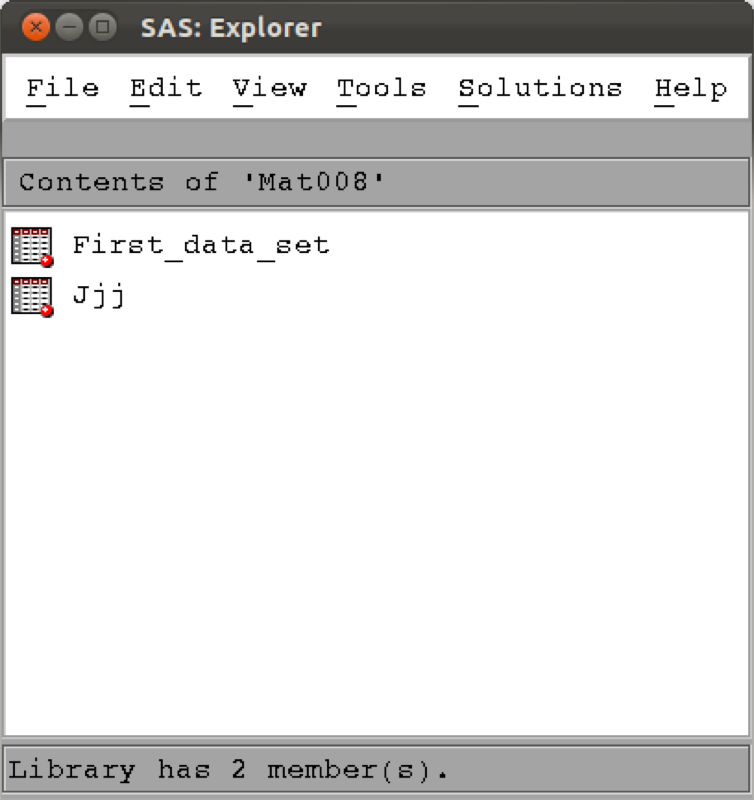 SAS: Explorer
File Edit View Tools Solutions Help
Contents of 'Mat008'
First_data_set
Jjj
Library has 2 member(s).